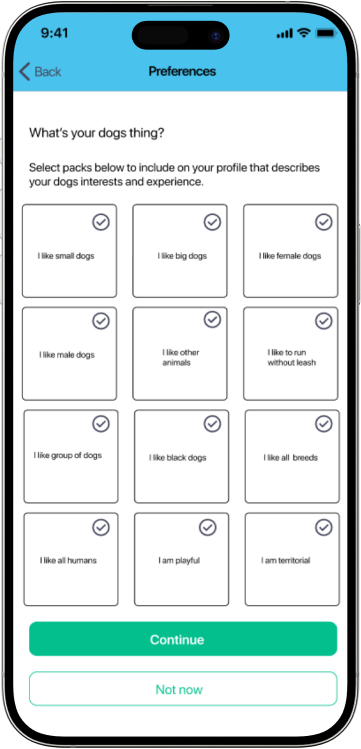 9:41
Back
Preferences
What's your dogs thing?
Select packs below to include on your profile that describes
your dogs interests and experience.
I like small dogs
I like big dogs
I like female dogs
I like male dogs
I like other
animals
I like to run
without leash
I like group of dogs
I like black dogs
I like all breeds
I like all humans
I am playful
I am territorial
Continue
Not now